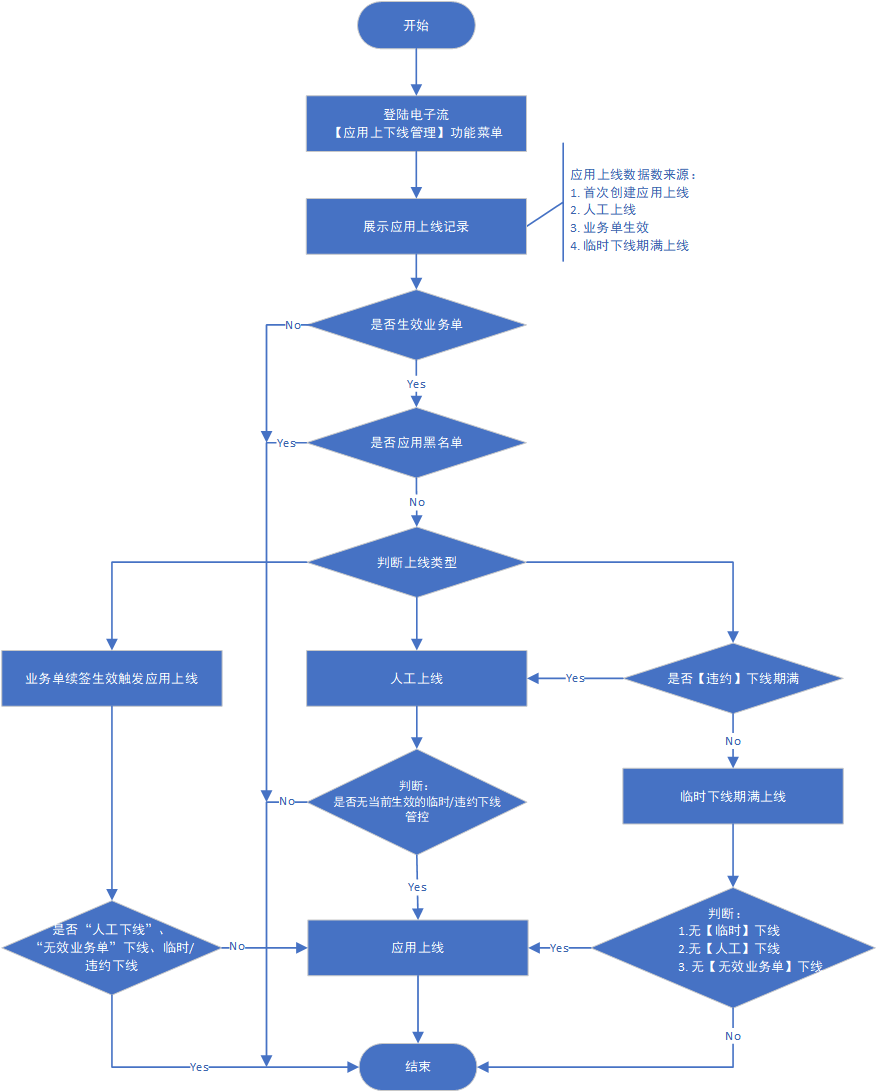 开始
登陆电子流
【应用上下线管理】功能菜单
应用上线数据数来源：
1. 首次创建应用上线
2. 人工上线
3. 业务单生效
4. 临时下线期满上线
展示应用上线记录
是否生效业务单
No
Yes
是否应用黑名单
Yes
No
判断上线类型
业务单续签生效触发应用上线
人工上线
Yes
是否【违约】下线期满
No
临时下线期满上线
判断：
是否无当前生效的临时/违约下线
管控
No
Yes
是否“人工下线”、
“无效业务单”下线、临时/
违约下线
No
应用上线
Yes
判断：
1.无【临时】下线
2.无【人工】下线
3. 无【无效业务单】下线
No
Yes
结束